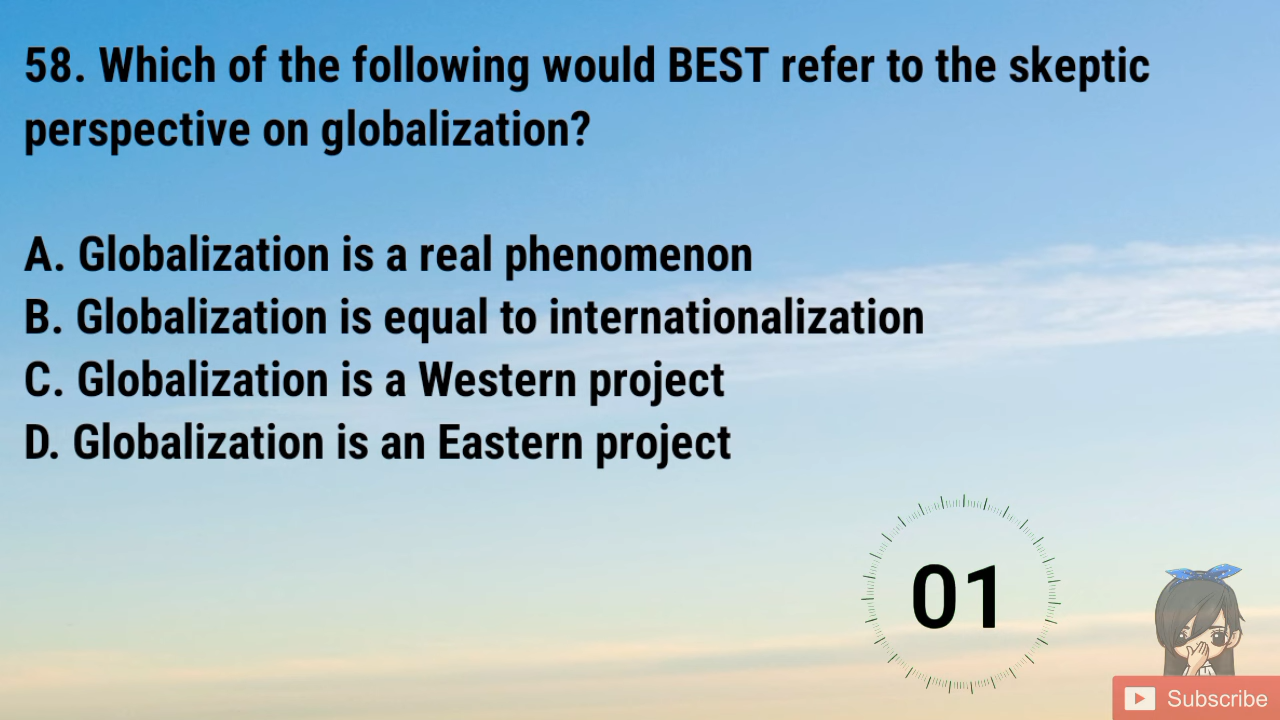 58. Which of the following would BEST refer to the skeptic
perspective on globalization?
A. Globalization is a real phenomenon
B. Globalization is equal to internationalization
C. Globalization is a Western project
D. Globalization is an Eastern project
01
Subscribe